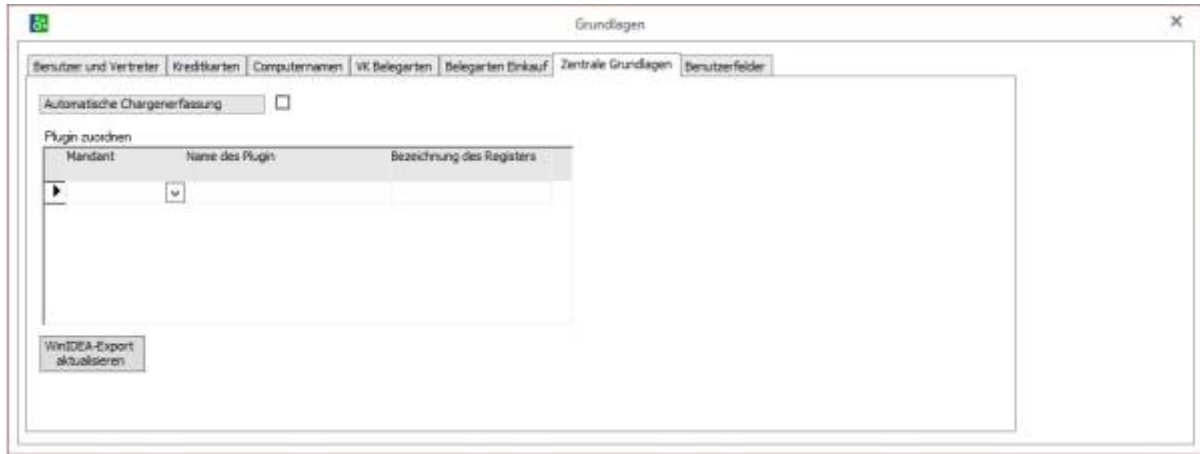 Grundlagen
Benutzer und Vertreter Kreditkarten Computernamen VK Belegarten Belegarten Einkauf Zentrale Grundlagen Benutzerfelder
Automatische Chargenerfassung
Plugin zuordnen
Mandant Name des Plugin Bezeichnung des Registers
WinIDEA-Export
aktualisieren